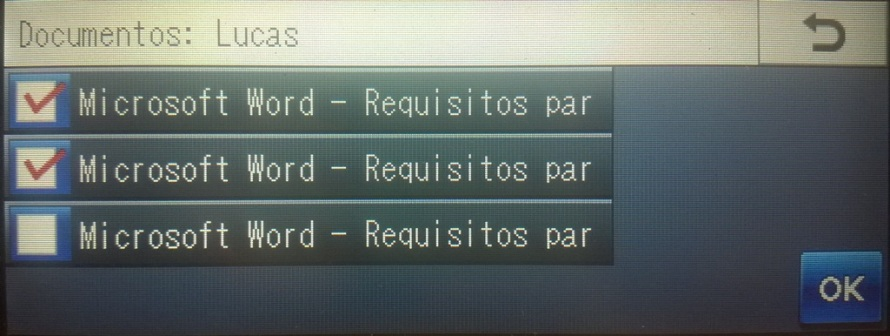 Documentos: Lucas
Microsoft Word - Requisitos par
Microsoft Word - Requisitos par
Microsoft Word - Requisitos par
OK